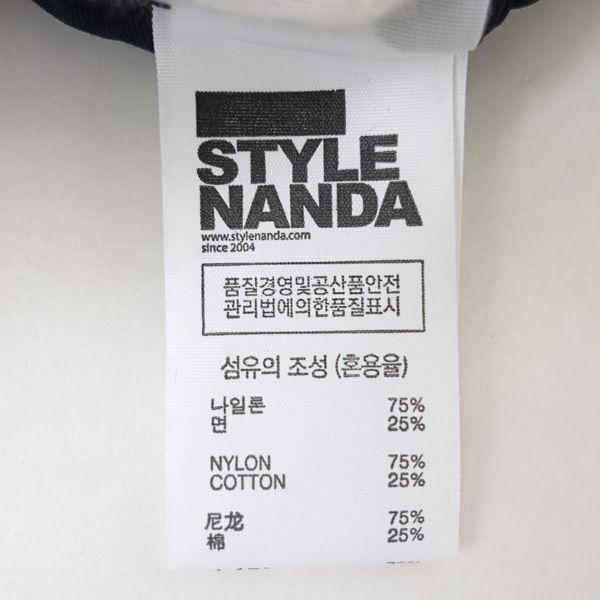 STYLE
NANDA
www.stylenanda.com
since 2004
품질경영및공산품안전
관리법에의한품질표시
섬유의 조성 (혼용율)
나일론 75%
면 25%
NYLON 75%
COTTON 25%
尼龙 75%
棉 25%
75%